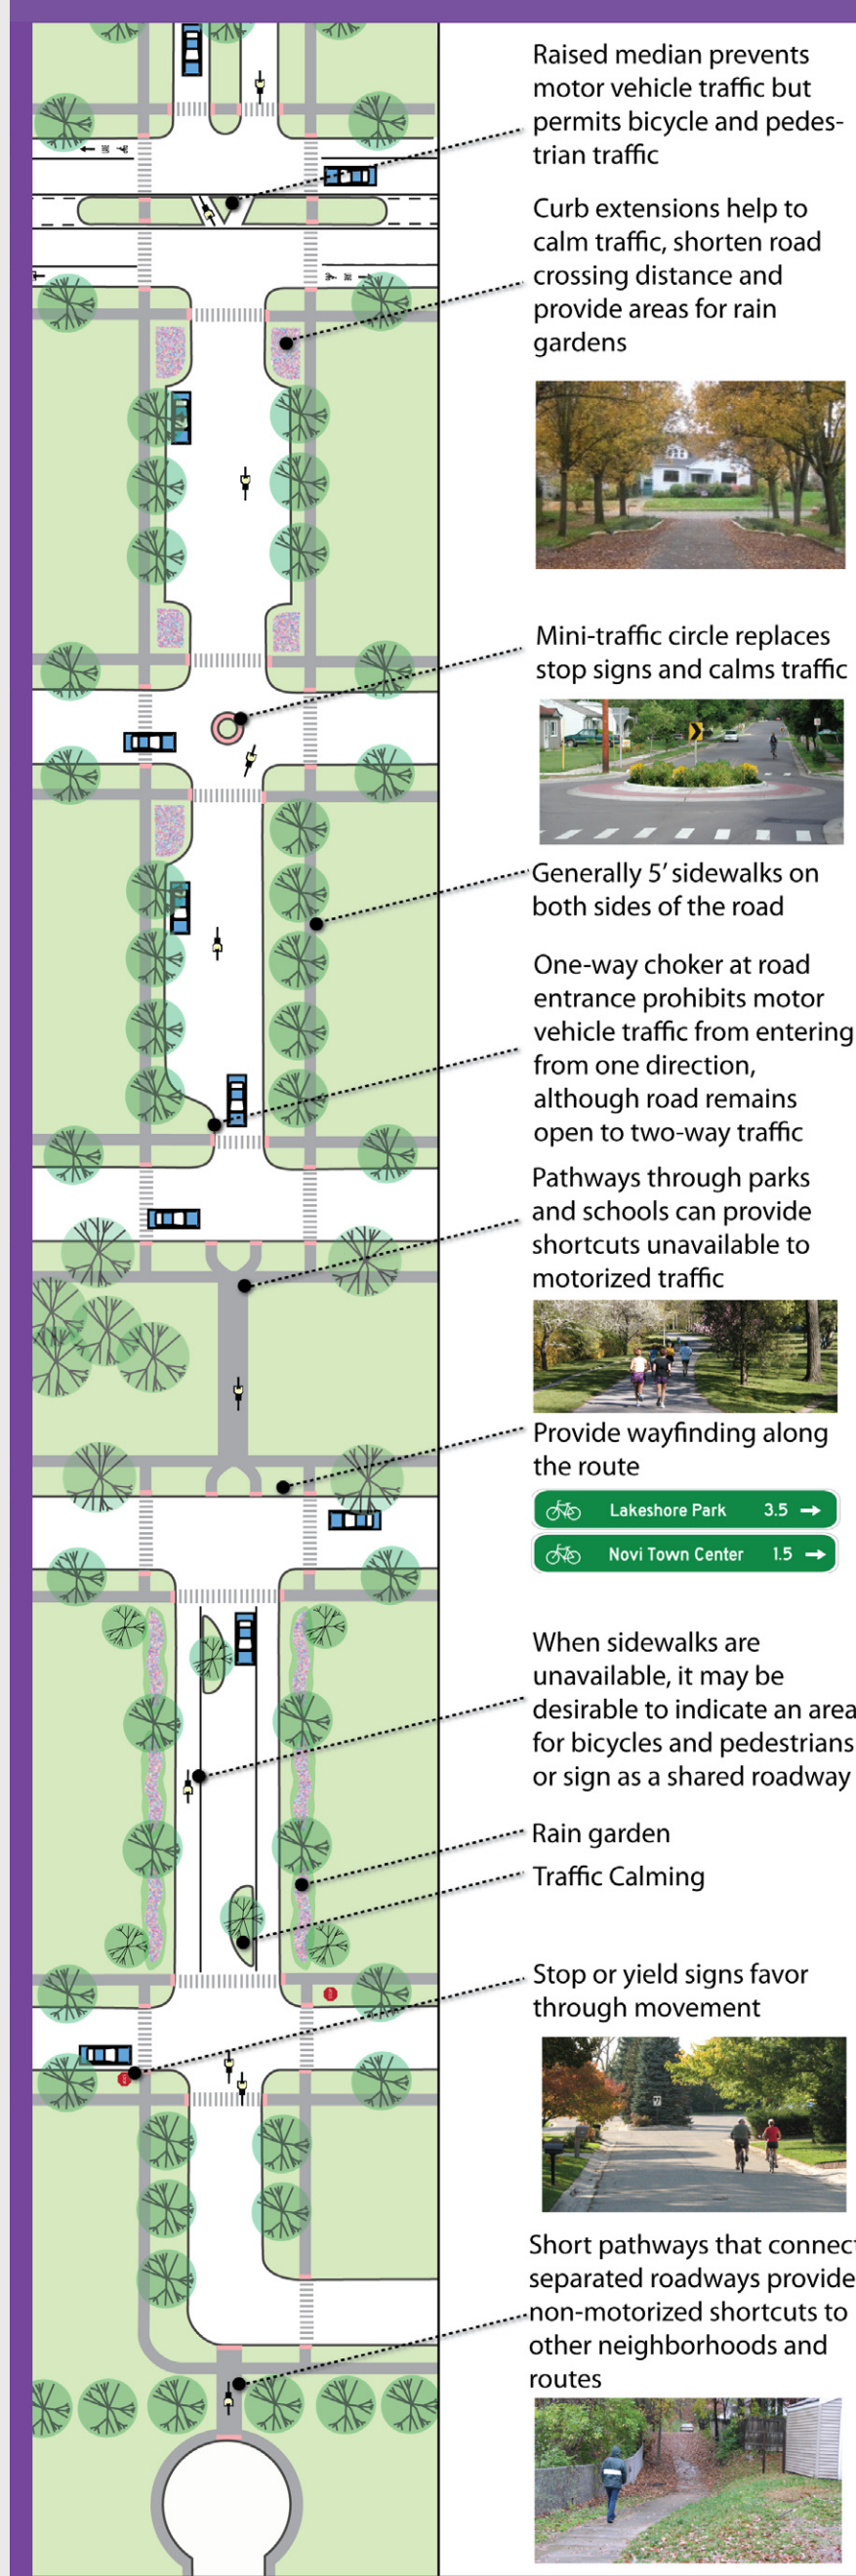 Raised median prevents
motor vehicle traffic but
permits bicycle and pedes-
trian traffic
Curb extensions help to
calm traffic, shorten road
crossing distance and
provide areas for rain
gardens
Mini-traffic circle replaces
stop signs and calms traffic
Generally 5’ sidewalks on
both sides of the road
One-way choker at road
entrance prohibits motor
vehicle traffic from entering
from one direction,
although road remains
open to two-way traffic
Pathways through parks
and schools can provide
shortcuts unavailable to
motorized traffic
Provide wayfinding along
the route
Lakeshore Park 3.5 →
Novi Town Center 1.5 →
When sidewalks are
unavailable, it may be
desirable to indicate an area
for bicycles and pedestrians
or sign as a shared roadway
Rain garden
Traffic Calming
Stop or yield signs favor
through movement
Short pathways that connect
separated roadways provide
non-motorized shortcuts to
other neighborhoods and
routes